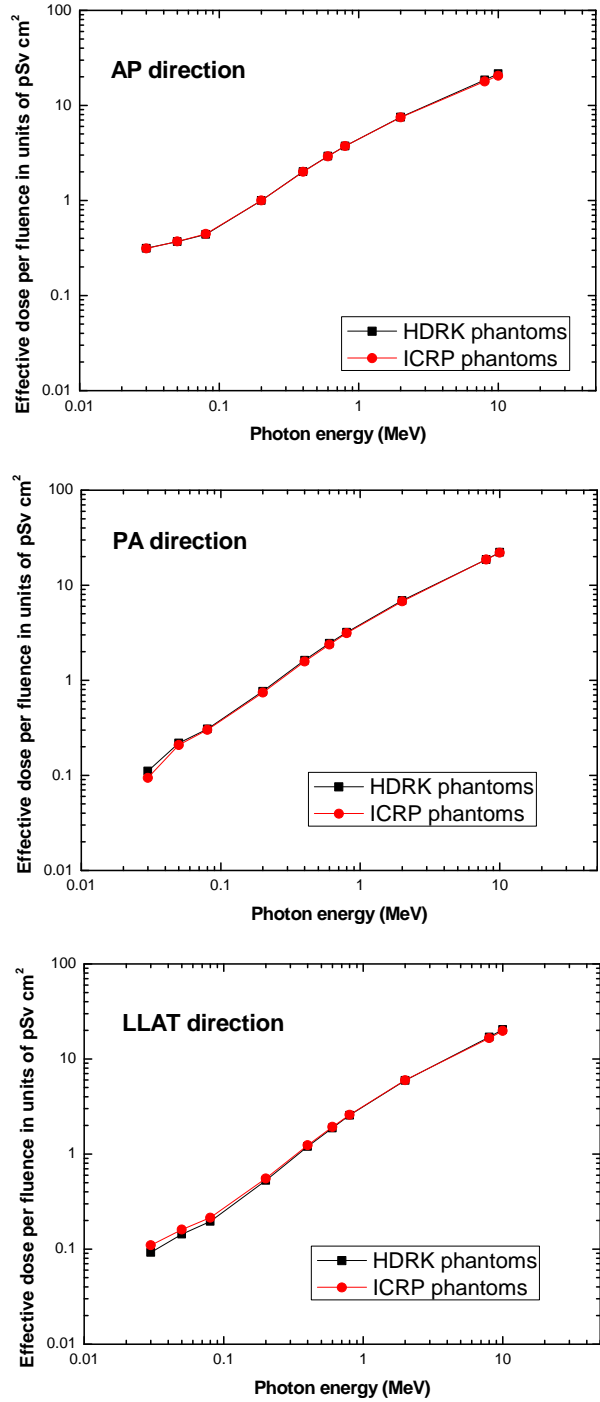 100
AP direction
10
1
0.1
0.01
HDRK phantoms
ICRP phantoms
0.01 0.1 1 10
Photon energy (MeV)
Effective dose per fluence in units of pSv cm²
100
PA direction
10
1
0.1
0.01
HDRK phantoms
ICRP phantoms
0.01 0.1 1 10
Photon energy (MeV)
Effective dose per fluence in units of pSv cm²
100
LLAT direction
10
1
0.1
0.01
HDRK phantoms
ICRP phantoms
0.01 0.1 1 10
Photon energy (MeV)
Effective dose per fluence in units of pSv cm²